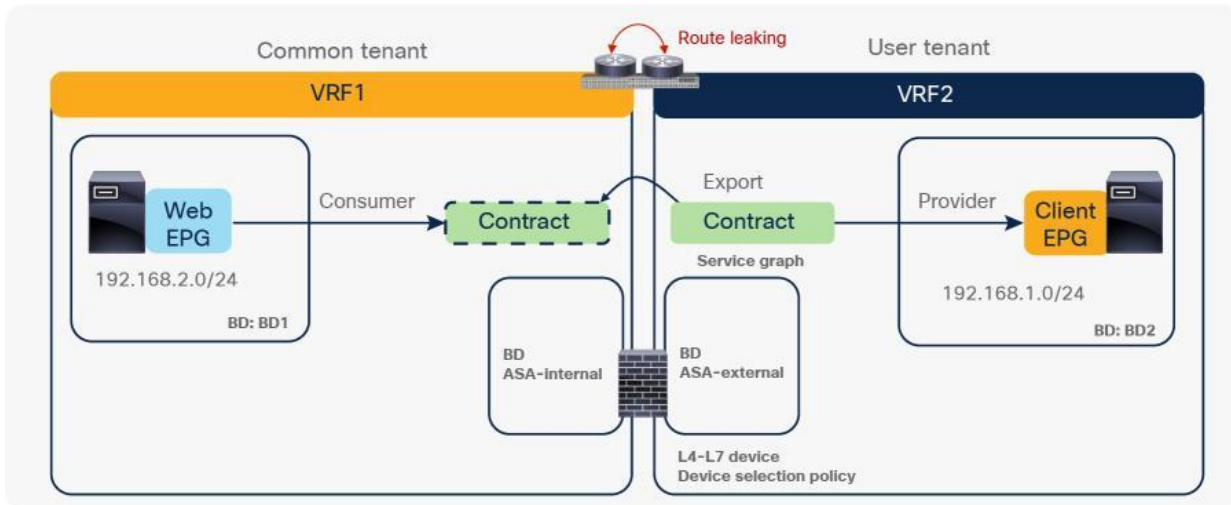 Common tenant
Route leaking
User tenant
VRF1
VRF2
Web
EPG
Consumer
Contract
Export
Contract
Provider
Client
EPG
Service graph
192.168.2.0/24
192.168.1.0/24
BD: BD1
BD: BD2
BD
ASA-internal
BD
ASA-external
L4-L7 device
Device selection policy